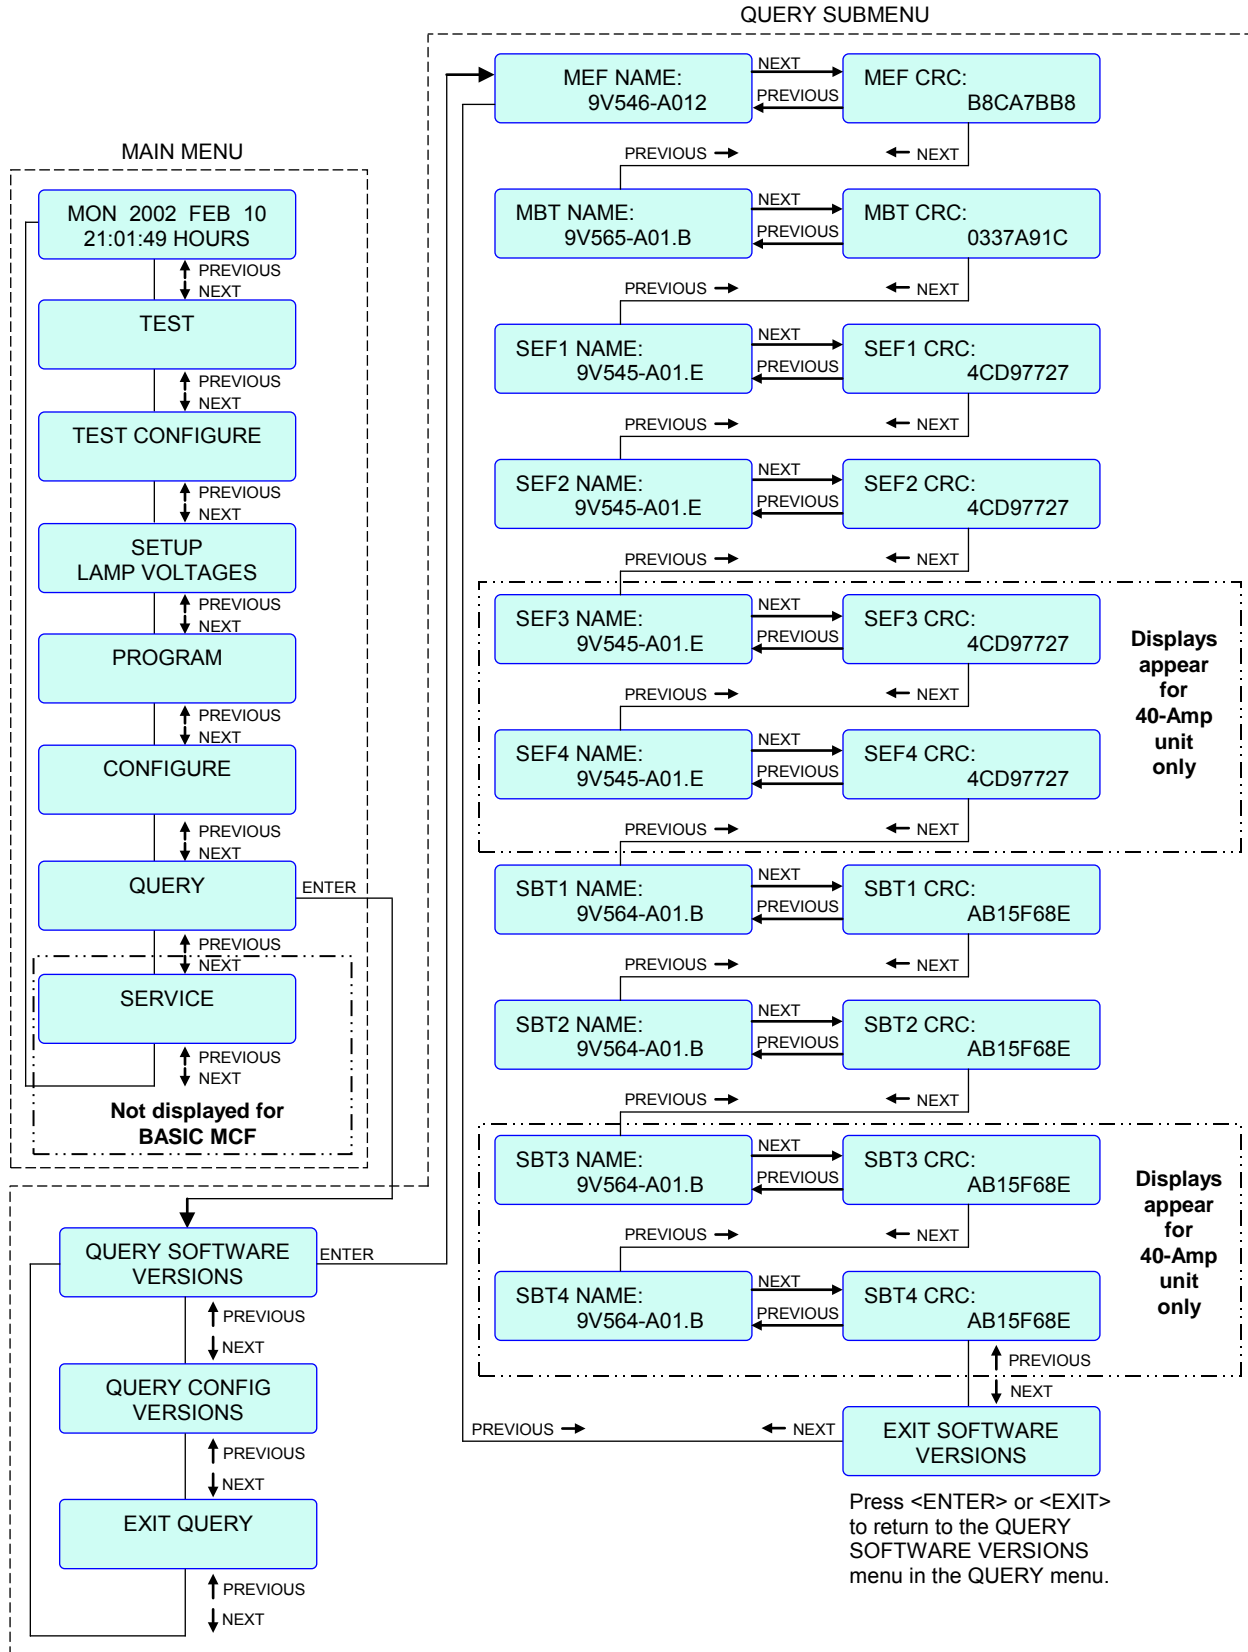 QUERY SUBMENU
MAIN MENU
MON 2002 FEB 10
21:01:49 HOURS
PREVIOUS
NEXT
TEST
PREVIOUS
NEXT
TEST CONFIGURE
PREVIOUS
NEXT
SETUP
LAMP VOLTAGES
PREVIOUS
NEXT
PROGRAM
PREVIOUS
NEXT
CONFIGURE
PREVIOUS
NEXT
QUERY
ENTER
PREVIOUS
NEXT
SERVICE
PREVIOUS
NEXT
Not displayed for
BASIC MCF
QUERY SOFTWARE
VERSIONS
ENTER
PREVIOUS
NEXT
QUERY CONFIG
VERSIONS
PREVIOUS
NEXT
EXIT QUERY
PREVIOUS
NEXT
MEF NAME:
9V546-A012
NEXT
PREVIOUS
MEF CRC:
B8CA7BB8
PREVIOUS
NEXT
MBT NAME:
9V565-A01.B
NEXT
PREVIOUS
MBT CRC:
0337A91C
PREVIOUS
NEXT
SEF1 NAME:
9V545-A01.E
NEXT
PREVIOUS
SEF1 CRC:
4CD97727
PREVIOUS
NEXT
SEF2 NAME:
9V545-A01.E
NEXT
PREVIOUS
SEF2 CRC:
4CD97727
PREVIOUS
NEXT
SEF3 NAME:
9V545-A01.E
NEXT
PREVIOUS
SEF3 CRC:
4CD97727
PREVIOUS
NEXT
SEF4 NAME:
9V545-A01.E
NEXT
PREVIOUS
SEF4 CRC:
4CD97727
Displays
appear
for
40-Amp
unit
only
PREVIOUS
NEXT
SBT1 NAME:
9V564-A01.B
NEXT
PREVIOUS
SBT1 CRC:
AB15F68E
PREVIOUS
NEXT
SBT2 NAME:
9V564-A01.B
NEXT
PREVIOUS
SBT2 CRC:
AB15F68E
PREVIOUS
NEXT
SBT3 NAME:
9V564-A01.B
NEXT
PREVIOUS
SBT3 CRC:
AB15F68E
PREVIOUS
NEXT
SBT4 NAME:
9V564-A01.B
NEXT
PREVIOUS
SBT4 CRC:
AB15F68E
Displays
appear
for
40-Amp
unit
only
PREVIOUS
NEXT
PREVIOUS
NEXT
EXIT SOFTWARE
VERSIONS
Press <ENTER> or <EXIT>
to return to the QUERY
SOFTWARE VERSIONS
menu in the QUERY menu.